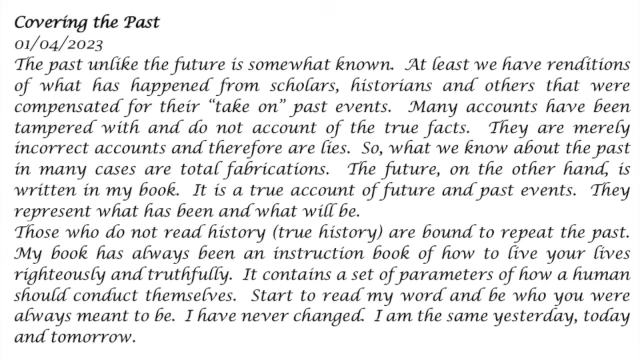 Covering the Past
01/04/2023
The past unlike the future is somewhat known. At least we have renditions
of what has happened from scholars, historians and others that were
compensated for their “take on” past events. Many accounts have been
tampered with and do not account of the true facts. They are merely
incorrect accounts and therefore are lies. So, what we know about the past
in many cases are total fabrications. The future, on the other hand, is
written in my book. It is a true account of future and past events. They
represent what has been and what will be.
Those who do not read history (true history) are bound to repeat the past.
My book has always been an instruction book of how to live your lives
righteously and truthfully. It contains a set of parameters of how a human
should conduct themselves. Start to read my word and be who you were
always meant to be. I have never changed. I am the same yesterday, today
and tomorrow.